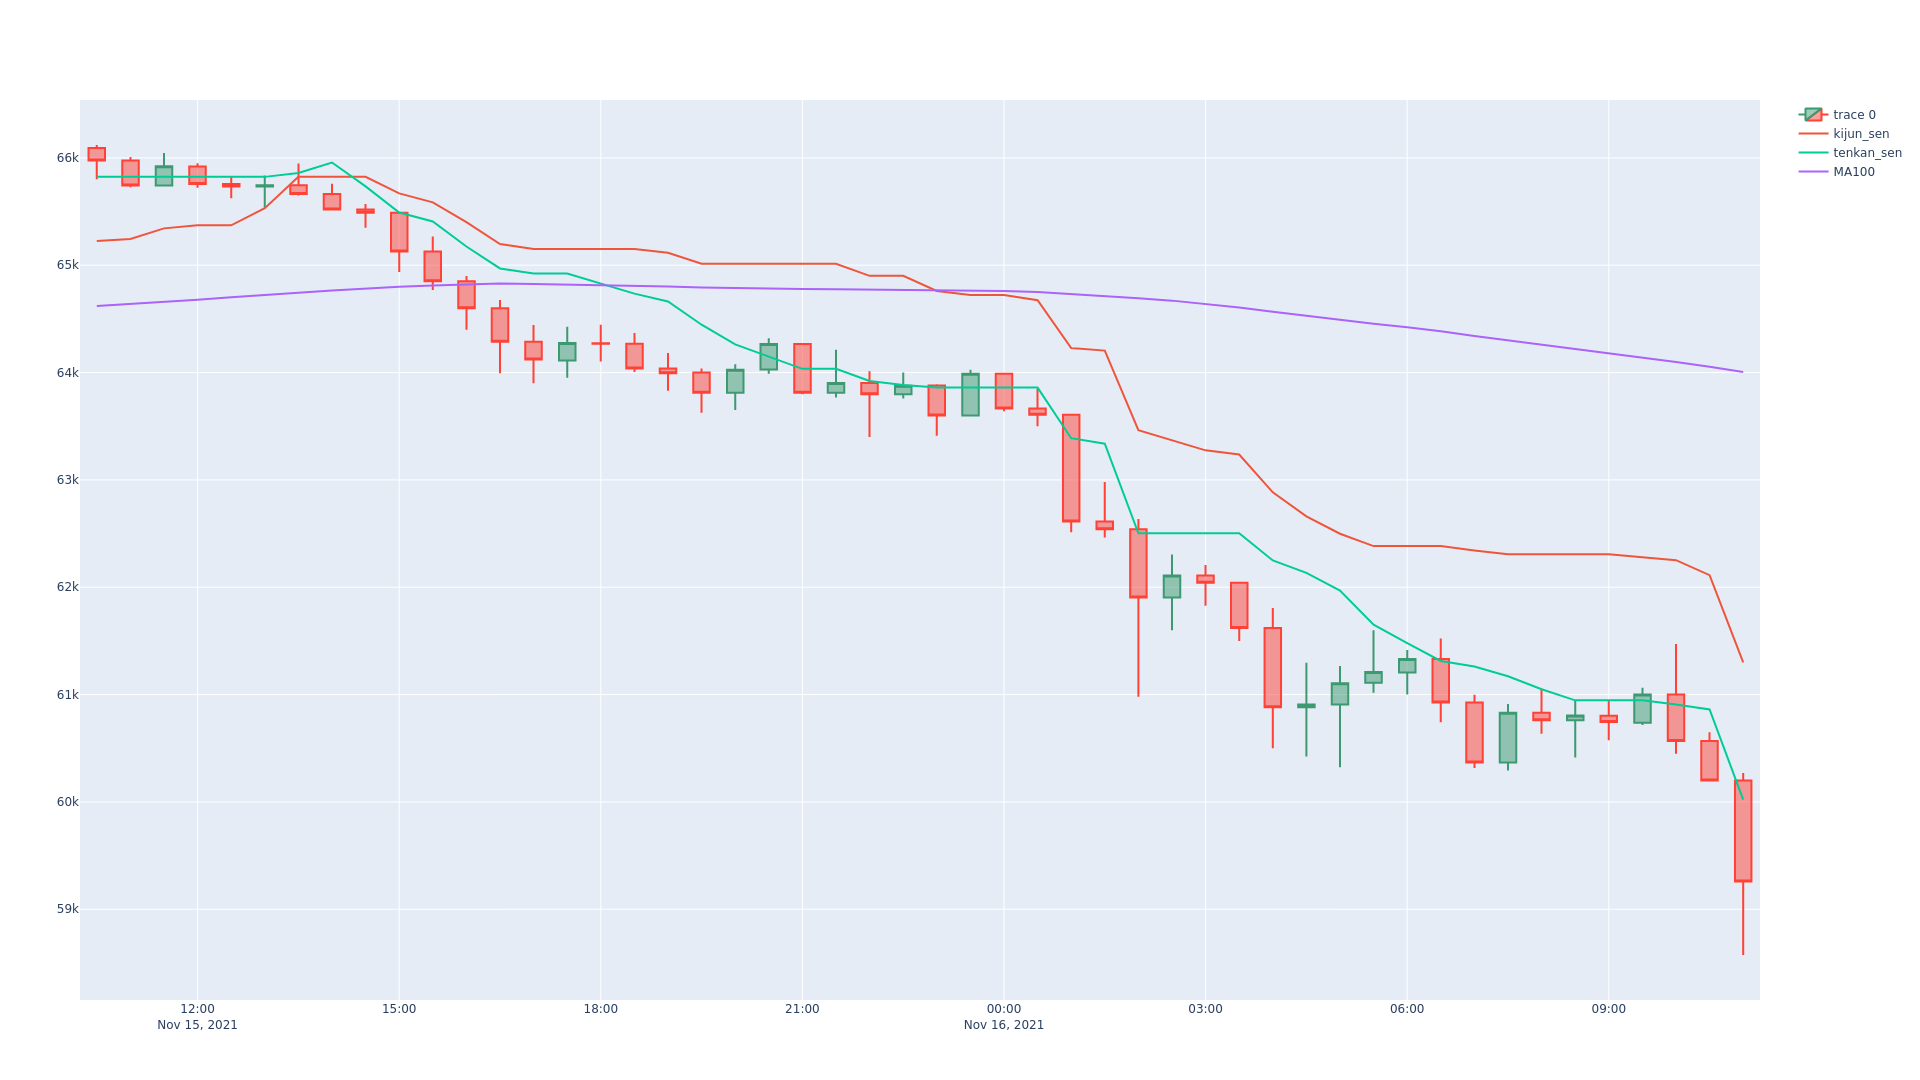 66k
65k
64k
63k
62k
61k
60k
59k
12:00
Nov 15, 2021
15:00
18:00
21:00
00:00
Nov 16, 2021
03:00
06:00
09:00
trace 0
kijun_sen
tenkan_sen
MA100